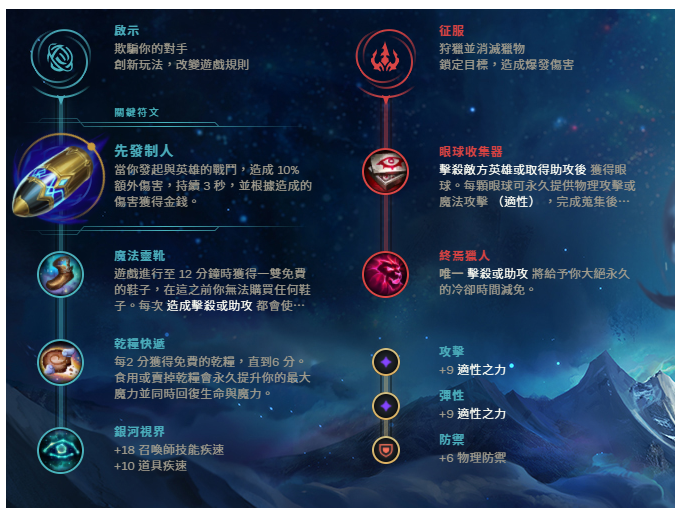 啟示
欺騙你的對手
創新玩法，改變遊戲規則
關鍵符文
先發制人
當你發起與英雄的戰鬥，造成 10%
額外傷害，持續 3 秒，並根據造成的
傷害獲得金錢。
魔法靈靴
遊戲進行至 12 分鐘時獲得一雙免費
的鞋子，在這之前你無法購買任何鞋
子。每次 造成擊殺或助攻 都會使…
乾糧快遞
每2 分獲得免費的乾糧，直到6 分。
食用或賣掉乾糧會永久提升你的最大
魔力並同時回復生命與魔力。
銀河視界
+18 召喚師技能疾速
+10 道具疾速
征服
狩獵並消滅獵物
鎖定目標，造成爆發傷害
眼球收集器
擊殺敵方英雄或取得助攻後 獲得眼
球。每顆眼球可永久提供物理攻擊或
魔法攻擊 （適性） ，完成蒐集後…
終焉獵人
唯一 擊殺或助攻 將給予你大絕永久
的冷卻時間減免。
攻擊
+9 適性之力
彈性
+9 適性之力
防禦
+6 物理防禦